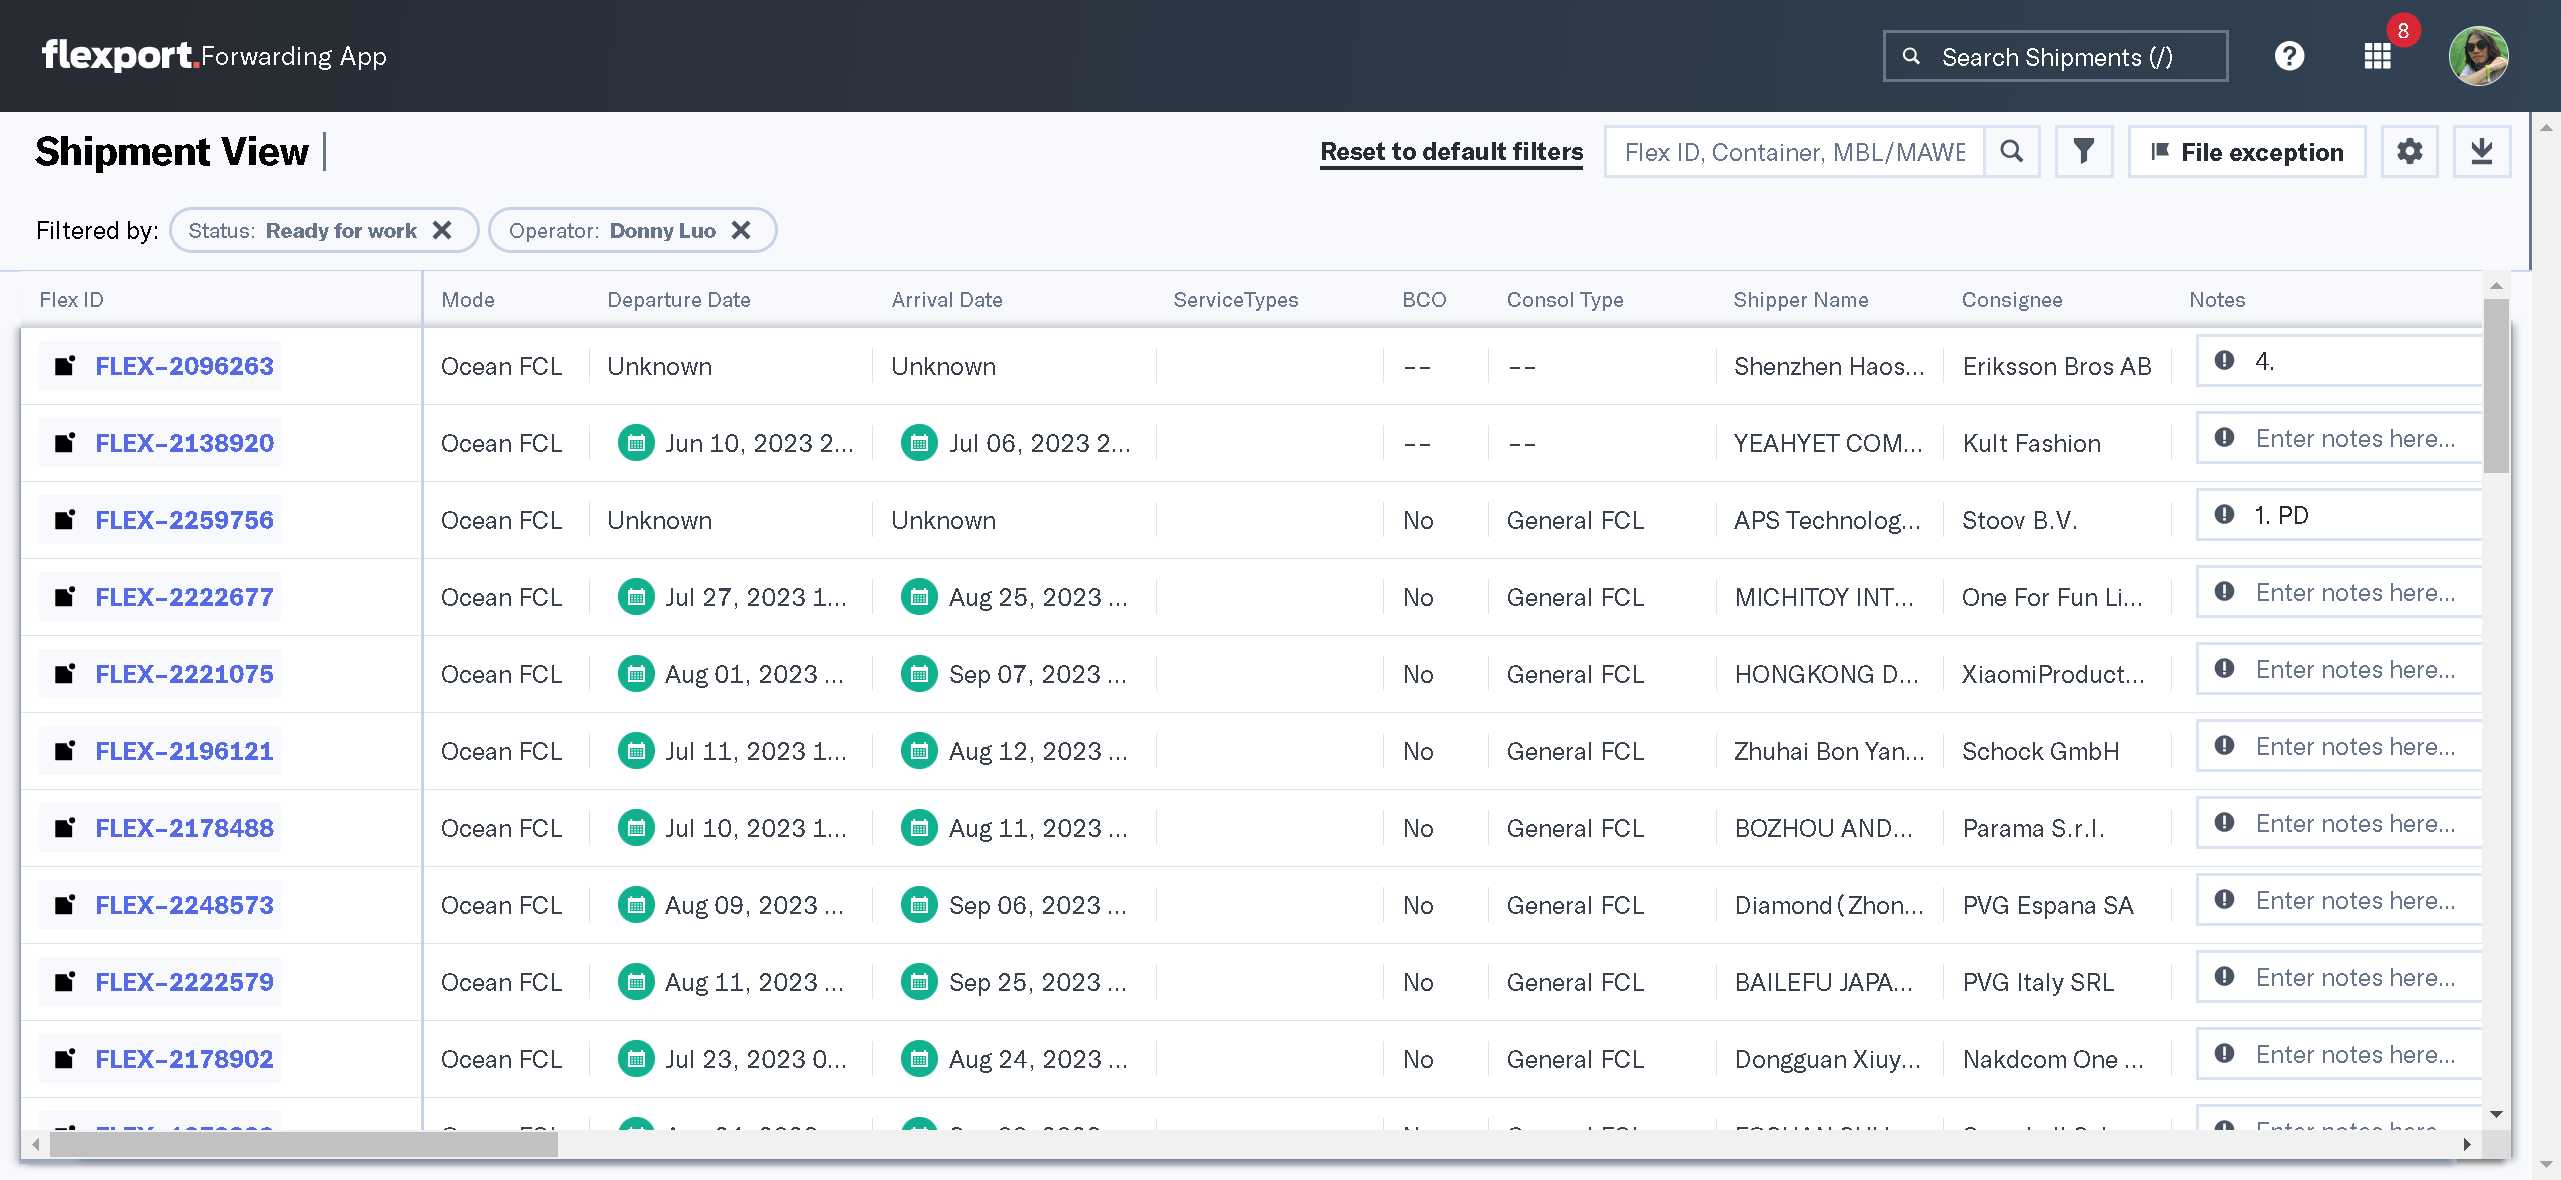 flexport. Forwarding App
Search Shipments (/)
8
Shipment View
Reset to default filters
Flex ID, Container, MBL/MAWB
File exception
Filtered by: Status: Ready for work Operator: Donny Luo
Flex ID Mode Departure Date Arrival Date ServiceTypes BCO Consol Type Shipper Name Consignee Notes
FLEX-2096263 Ocean FCL Unknown Unknown -- -- Shenzhen Haos... Eriksson Bros AB 4.
FLEX-2138920 Ocean FCL Jun 10, 2023 2... Jul 06, 2023 2... -- -- YEAHYET COM... Kult Fashion Enter notes here...
FLEX-2259756 Ocean FCL Unknown Unknown No General FCL APS Technolog... Stoov B.V. 1. PD
FLEX-2222677 Ocean FCL Jul 27, 2023 1... Aug 25, 2023 ... No General FCL MICHITOY INT... One For Fun Li... Enter notes here...
FLEX-2221075 Ocean FCL Aug 01, 2023 ... Sep 07, 2023 ... No General FCL HONGKONG D... XiaomiProduct... Enter notes here...
FLEX-2196121 Ocean FCL Jul 11, 2023 1... Aug 12, 2023 ... No General FCL Zhuhai Bon Yan... Schock GmbH Enter notes here...
FLEX-2178488 Ocean FCL Jul 10, 2023 1... Aug 11, 2023 ... No General FCL BOZHOU AND... Parama S.r.l. Enter notes here...
FLEX-2248573 Ocean FCL Aug 09, 2023 ... Sep 06, 2023 ... No General FCL Diamond(Zhon... PVG Espana SA Enter notes here...
FLEX-2222579 Ocean FCL Aug 11, 2023 ... Sep 25, 2023 ... No General FCL BAILEFU JAPA... PVG Italy SRL Enter notes here...
FLEX-2178902 Ocean FCL Jul 23, 2023 0... Aug 24, 2023 ... No General FCL Dongguan Xiuy... Nakdcom One ... Enter notes here...